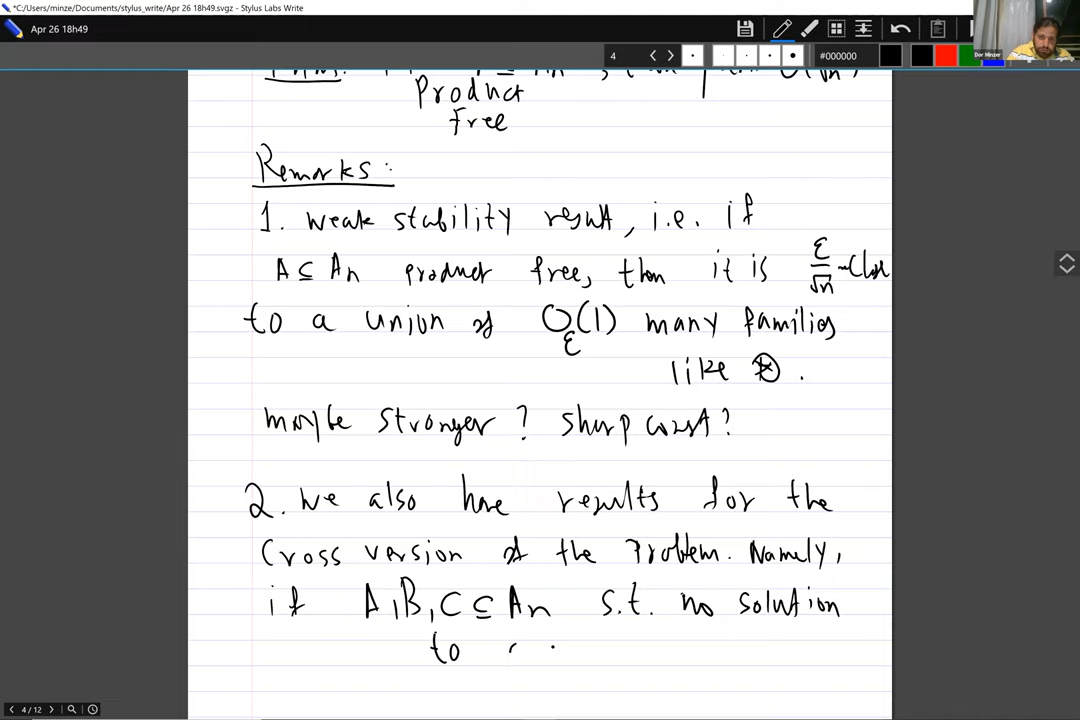 *C:/Users/minze/Documents/stylus_write/Apr 26 18h49.svgz - Stylus Labs Write
Apr 26 18h49
4
#000000
Dor Minzer
Product
Free
Remarks:
1. weak stability result, i.e. if
A ⊆ An product free, then it is ε/√n - close
to a union of Oε(1) many families
like ⊛.
maybe stronger? sharp const?
2. we also have results for the
Cross version of the Problem. Namely,
if A, B, C ⊆ An s.t. no solution
to
4 / 12